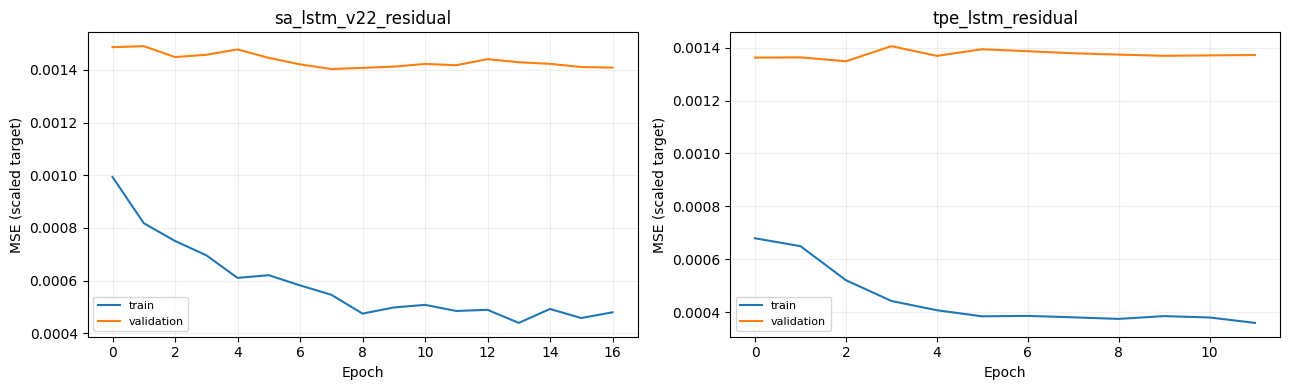 sa_lstm_v22_residual
MSE (scaled target)
0.0014
0.0012
0.0010
0.0008
0.0006
0.0004
train
validation
0 2 4 6 8 10 12 14 16
Epoch
tpe_lstm_residual
MSE (scaled target)
0.0014
0.0012
0.0010
0.0008
0.0006
0.0004
train
validation
0 2 4 6 8 10
Epoch